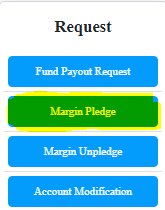 Request
Fund Payout Request
Margin Pledge
Margin Unpledge
Account Modification